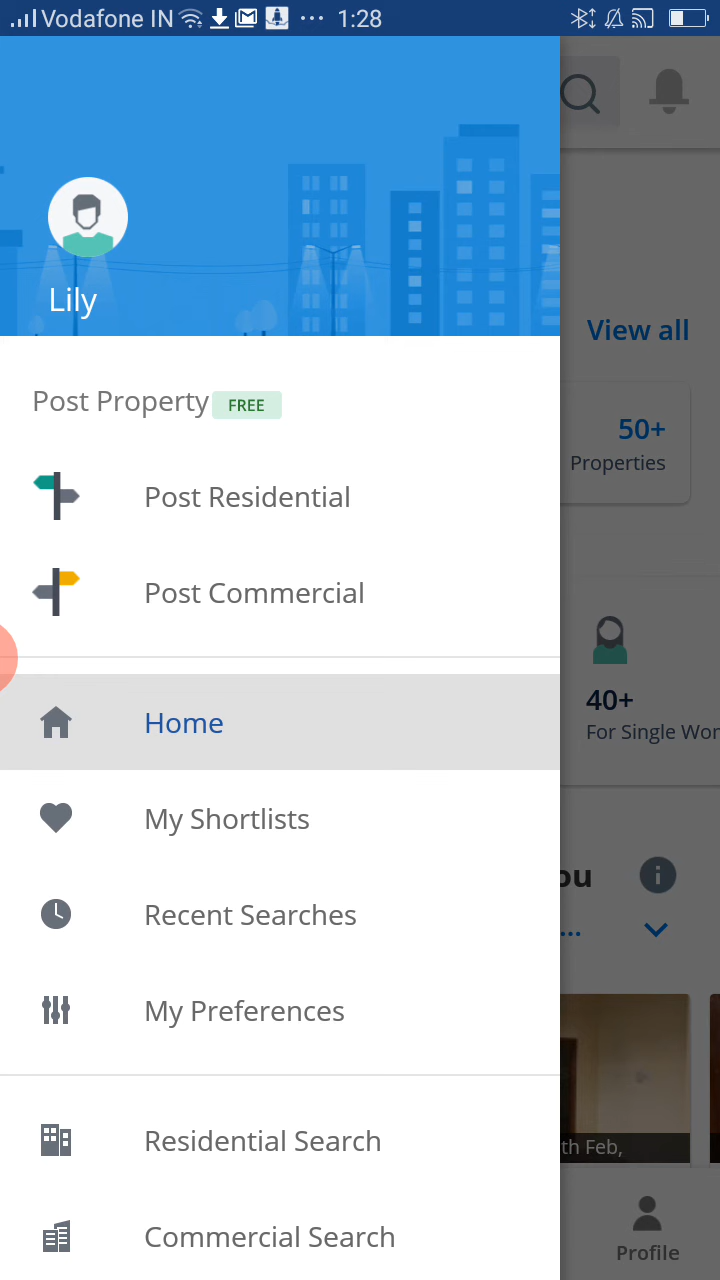 Vodafone IN ... 1:28
Lily
View all
Post Property FREE
50+
Properties
Post Residential
Post Commercial
40+
For Single Wor
Home
My Shortlists
ou
Recent Searches
...
My Preferences
th Feb,
Residential Search
Commercial Search
Profile